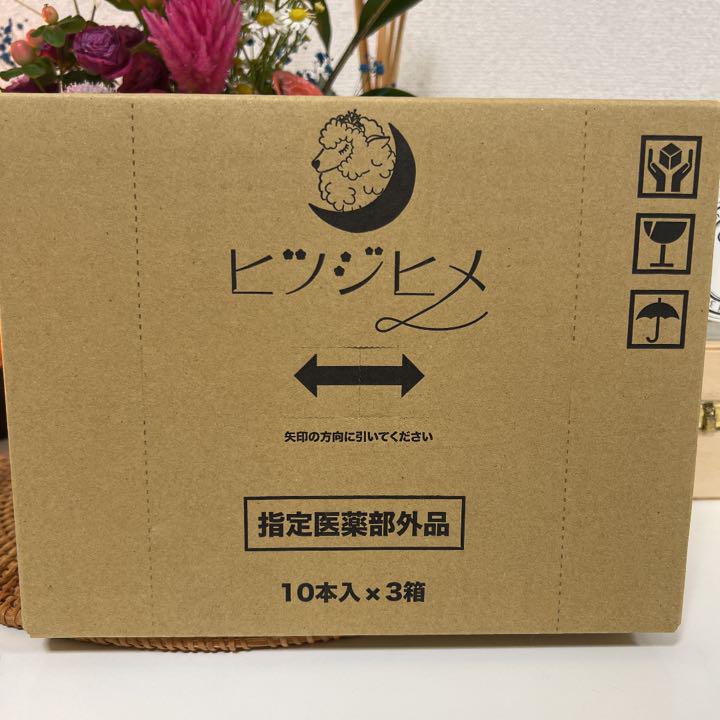 ヒツジヒメ
矢印の方向に引いてください
指定医薬部外品
10本入×3箱